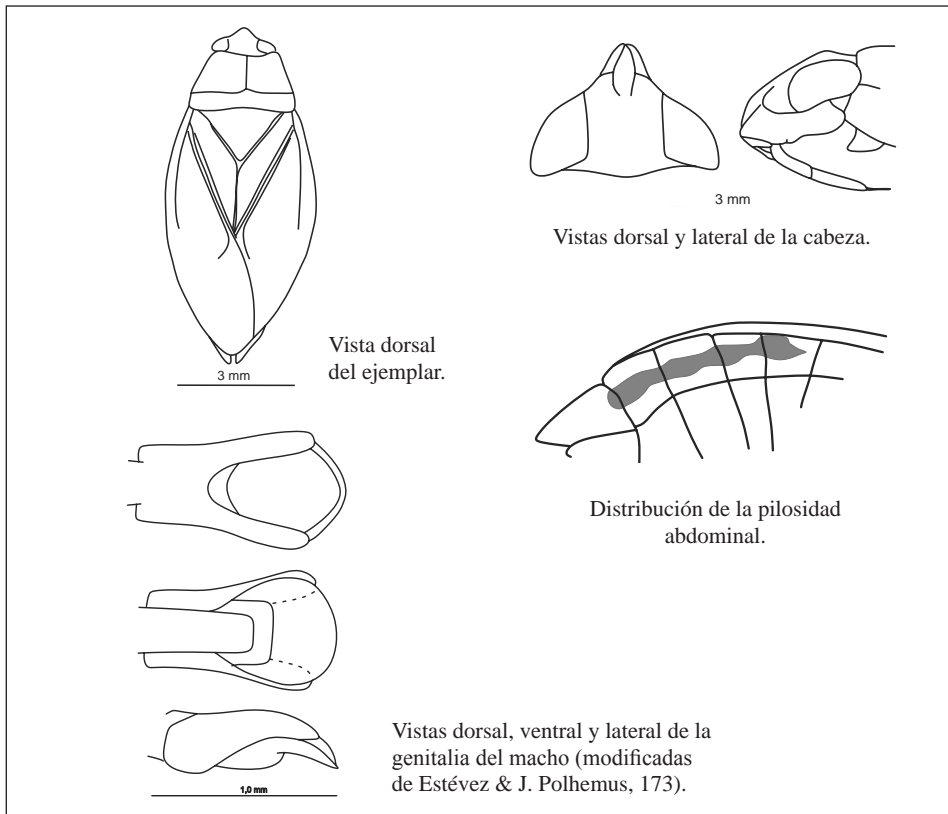 3 mm
Vistas dorsal y lateral de la cabeza.
Vista dorsal
del ejemplar.
3 mm
Distribución de la pilosidad
abdominal.
Vistas dorsal, ventral y lateral de la
genitalia del macho (modificadas
de Estévez & J. Polhemus, 173).
1,0 mm